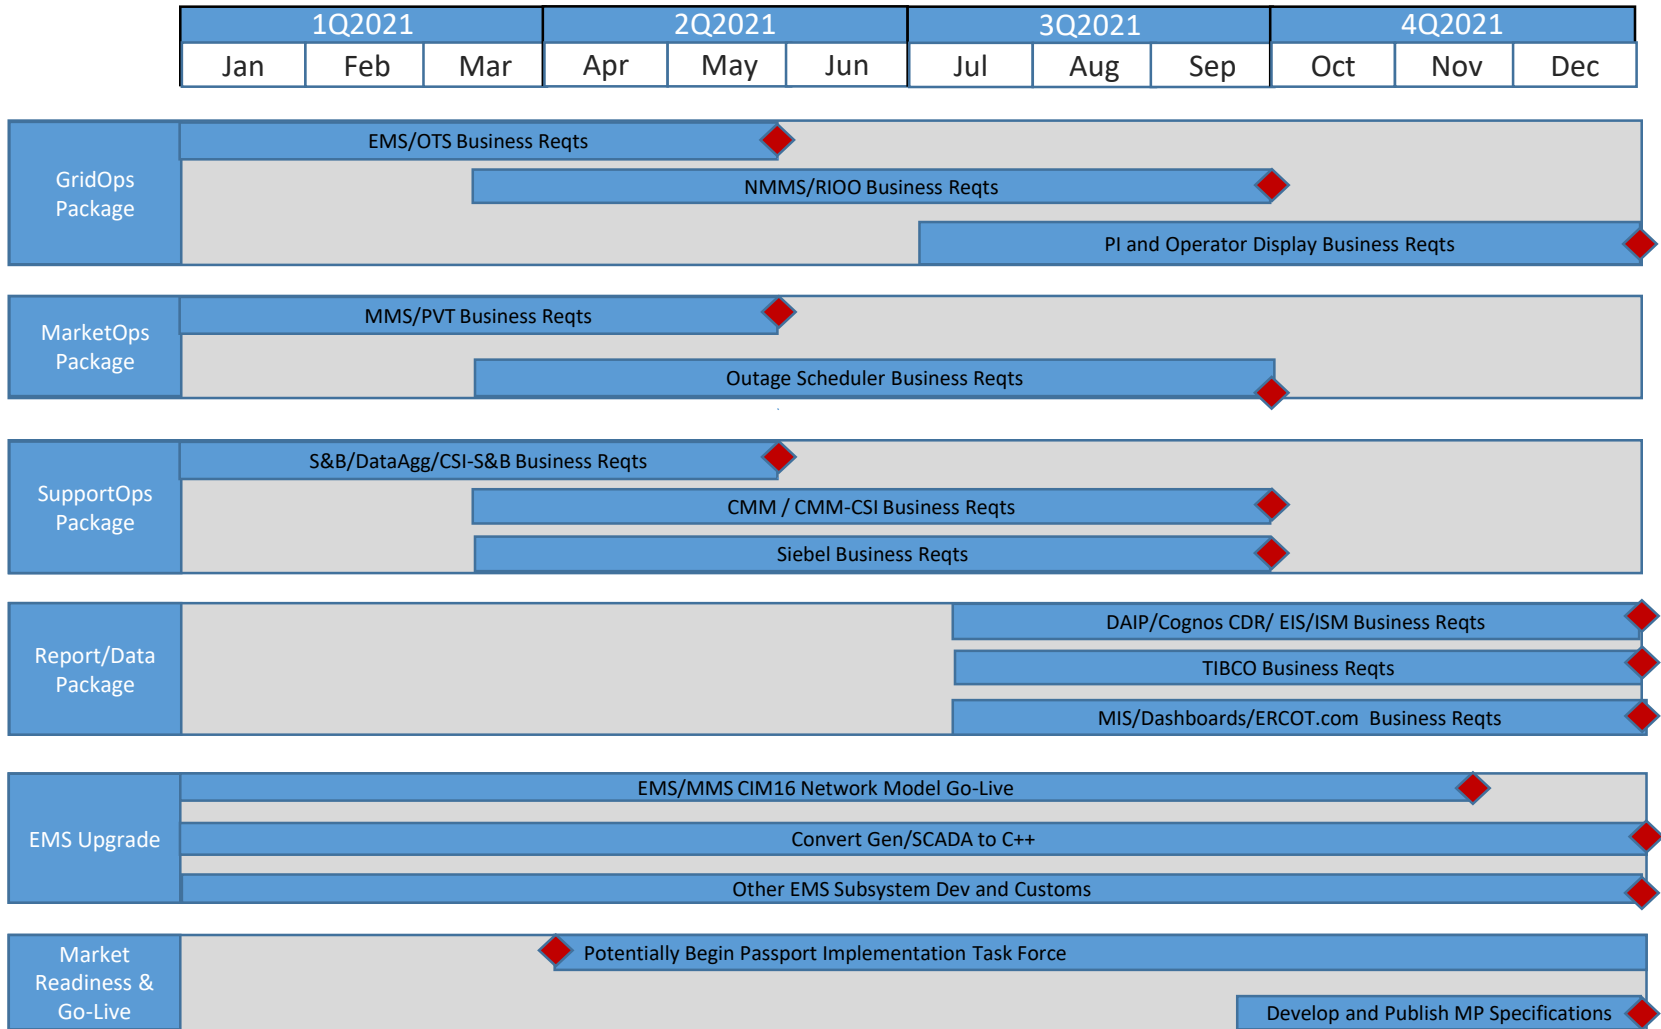 1Q2021 2Q2021 3Q2021 4Q2021
Jan Feb Mar Apr May Jun Jul Aug Sep Oct Nov Dec
GridOps
Package
EMS/OTS Business Reqts
NMMS/RIOO Business Reqts
PI and Operator Display Business Reqts
MarketOps
Package
MMS/PVT Business Reqts
Outage Scheduler Business Reqts
SupportOps
Package
S&B/DataAgg/CSI-S&B Business Reqts
CMM / CMM-CSI Business Reqts
Siebel Business Reqts
Report/Data
Package
DAIP/Cognos CDR/ EIS/ISM Business Reqts
TIBCO Business Reqts
MIS/Dashboards/ERCOT.com Business Reqts
EMS Upgrade
EMS/MMS CIM16 Network Model Go-Live
Convert Gen/SCADA to C++
Other EMS Subsystem Dev and Customs
Market
Readiness &
Go-Live
Potentially Begin Passport Implementation Task Force
Develop and Publish MP Specifications